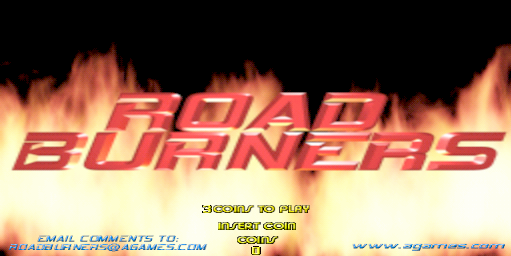 ROAD
BURNERS
3 COINS TO PLAY
INSERT COIN
COINS
0
EMAIL COMMENTS TO:
ROADBURNERS@AGAMES.COM
www.agames.com